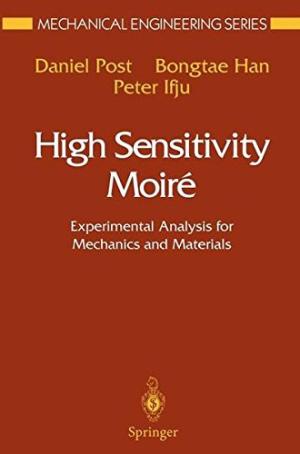 MECHANICAL ENGINEERING SERIES
Daniel Post Bongtae Han
Peter Ifju
High Sensitivity
Moiré
Experimental Analysis for
Mechanics and Materials
Springer